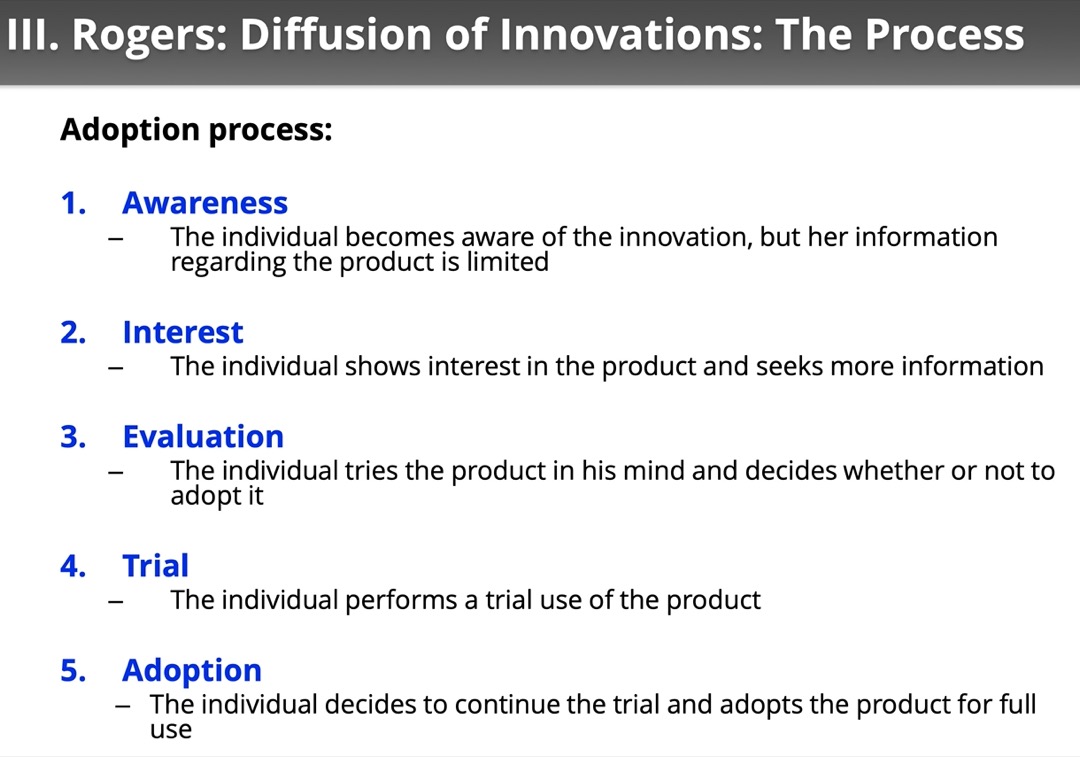 III. Rogers: Diffusion of Innovations: The Process
Adoption process:
1. Awareness
– The individual becomes aware of the innovation, but her information
regarding the product is limited
2. Interest
– The individual shows interest in the product and seeks more information
3. Evaluation
– The individual tries the product in his mind and decides whether or not to
adopt it
4. Trial
– The individual performs a trial use of the product
5. Adoption
– The individual decides to continue the trial and adopts the product for full
use